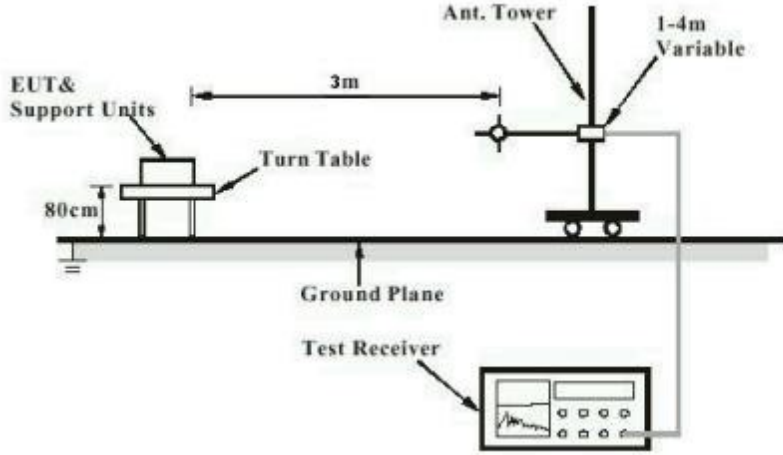 Ant. Tower
1-4m
Variable
3m
EUT&
Support Units
Turn Table
80cm
Ground Plane
Test Receiver